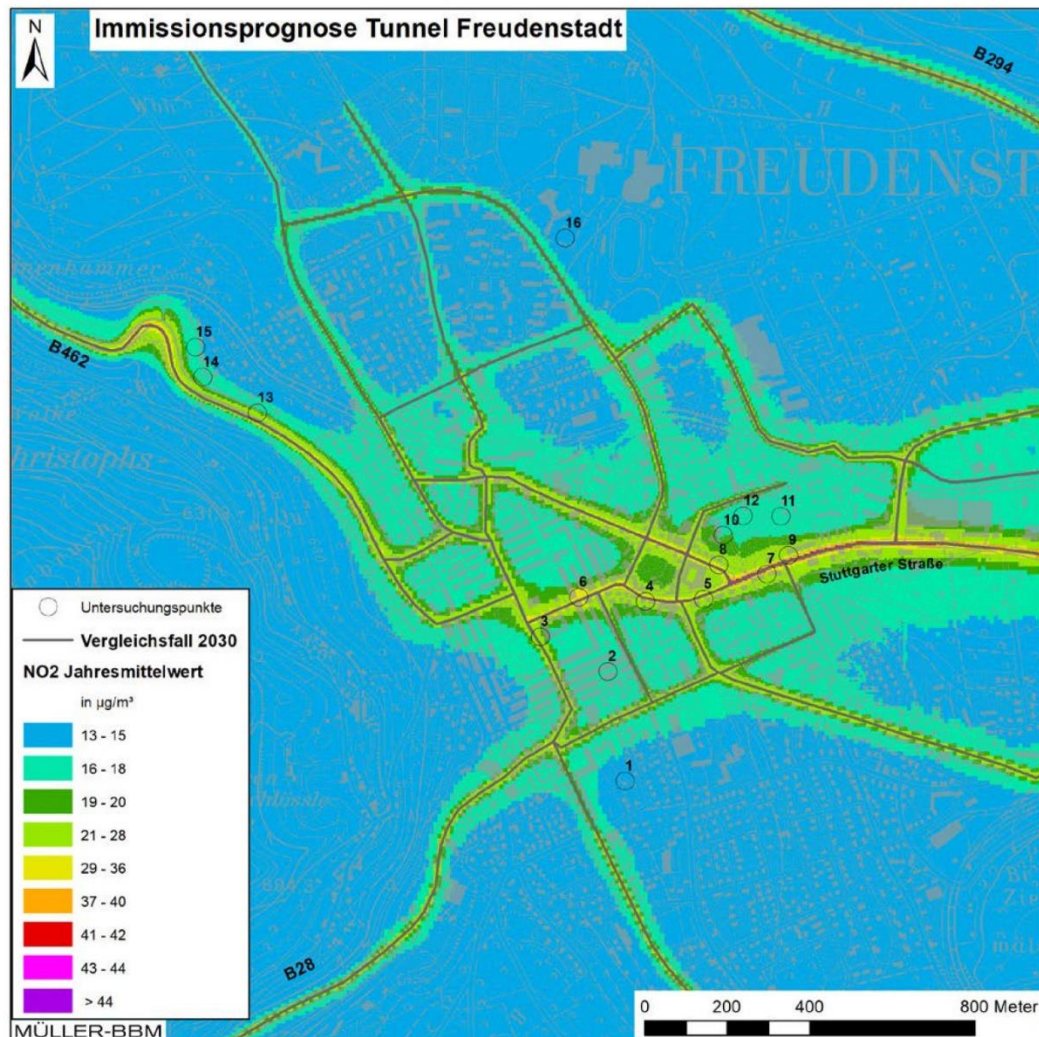 Immissionsprognose Tunnel Freudenstadt
N
B294
735,1
FREUDENST
16
15
14
13
B462
12
11
10
9
8
7
Stuttgarter Straße
6
5
4
3
2
1
B28
Untersuchungspunkte
Vergleichsfall 2030
NO2 Jahresmittelwert
in µg/m³
13 - 15
16 - 18
19 - 20
21 - 28
29 - 36
37 - 40
41 - 42
43 - 44
> 44
MÜLLER-BBM
0 200 400 800 Meter